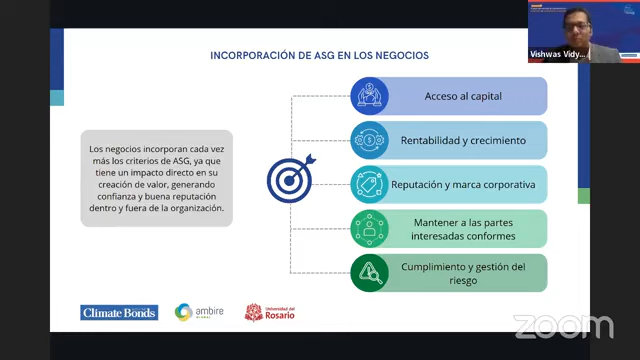 INCORPORACIÓN DE ASG EN LOS NEGOCIOS
Vishwas Vidy...
Los negocios incorporan cada vez
más los criterios de ASG, ya que
tiene un impacto directo en su
creación de valor, generando
confianza y buena reputación
dentro y fuera de la organización.
Acceso al capital
Rentabilidad y crecimiento
Reputación y marca corporativa
Mantener a las partes
interesadas conformes
Cumplimiento y gestión del
riesgo
Climate Bonds
ambire
GLOBAL
Universidad del
Rosario
zoom